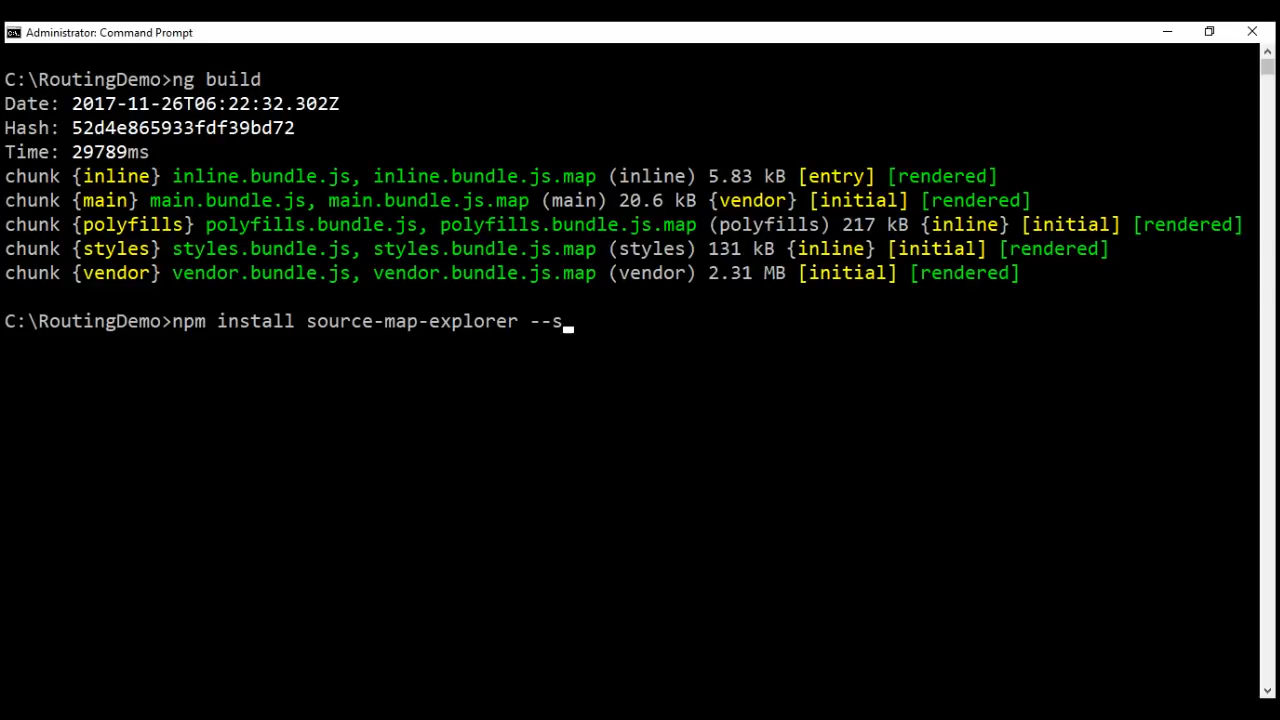 Administrator: Command Prompt
C:\RoutingDemo>ng build
Date: 2017-11-26T06:22:32.302Z
Hash: 52d4e865933fdf39bd72
Time: 29789ms
chunk {inline} inline.bundle.js, inline.bundle.js.map (inline) 5.83 kB [entry] [rendered]
chunk {main} main.bundle.js, main.bundle.js.map (main) 20.6 kB {vendor} [initial] [rendered]
chunk {polyfills} polyfills.bundle.js, polyfills.bundle.js.map (polyfills) 217 kB {inline} [initial] [rendered]
chunk {styles} styles.bundle.js, styles.bundle.js.map (styles) 131 kB {inline} [initial] [rendered]
chunk {vendor} vendor.bundle.js, vendor.bundle.js.map (vendor) 2.31 MB [initial] [rendered]
C:\RoutingDemo>npm install source-map-explorer --s